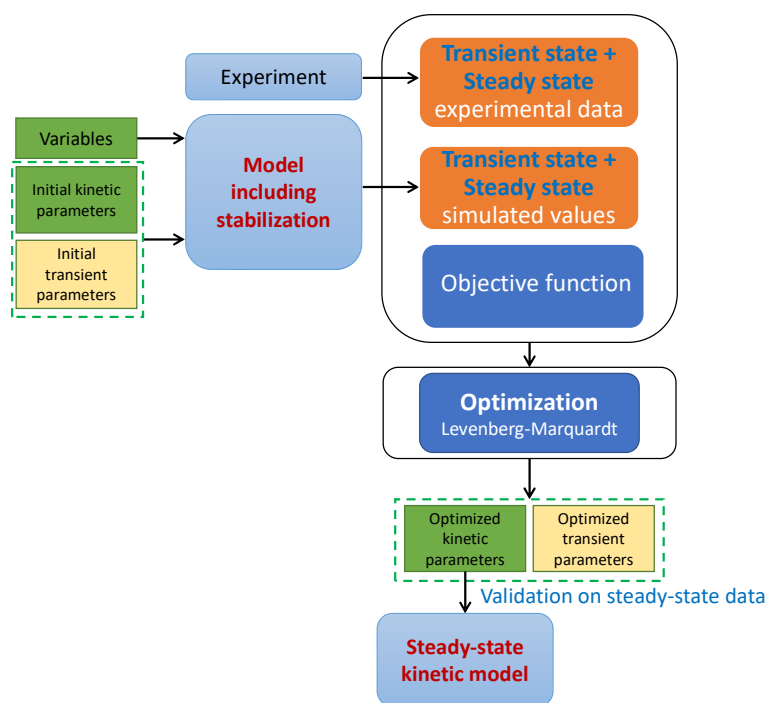 Experiment
Transient state +
Steady state
experimental data
Variables
Initial kinetic
parameters
Initial
transient
parameters
Model
including
stabilization
Transient state +
Steady state
simulated values
Objective function
Optimization
Levenberg-Marquardt
Optimized
kinetic
parameters
Optimized
transient
parameters
Validation on steady-state data
Steady-state
kinetic model